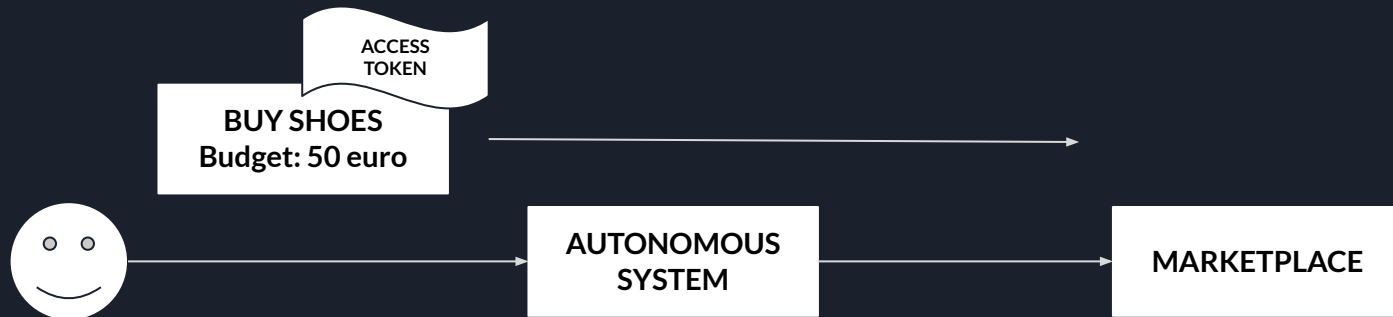 ACCESS
TOKEN
BUY SHOES
Budget: 50 euro
AUTONOMOUS
SYSTEM
MARKETPLACE